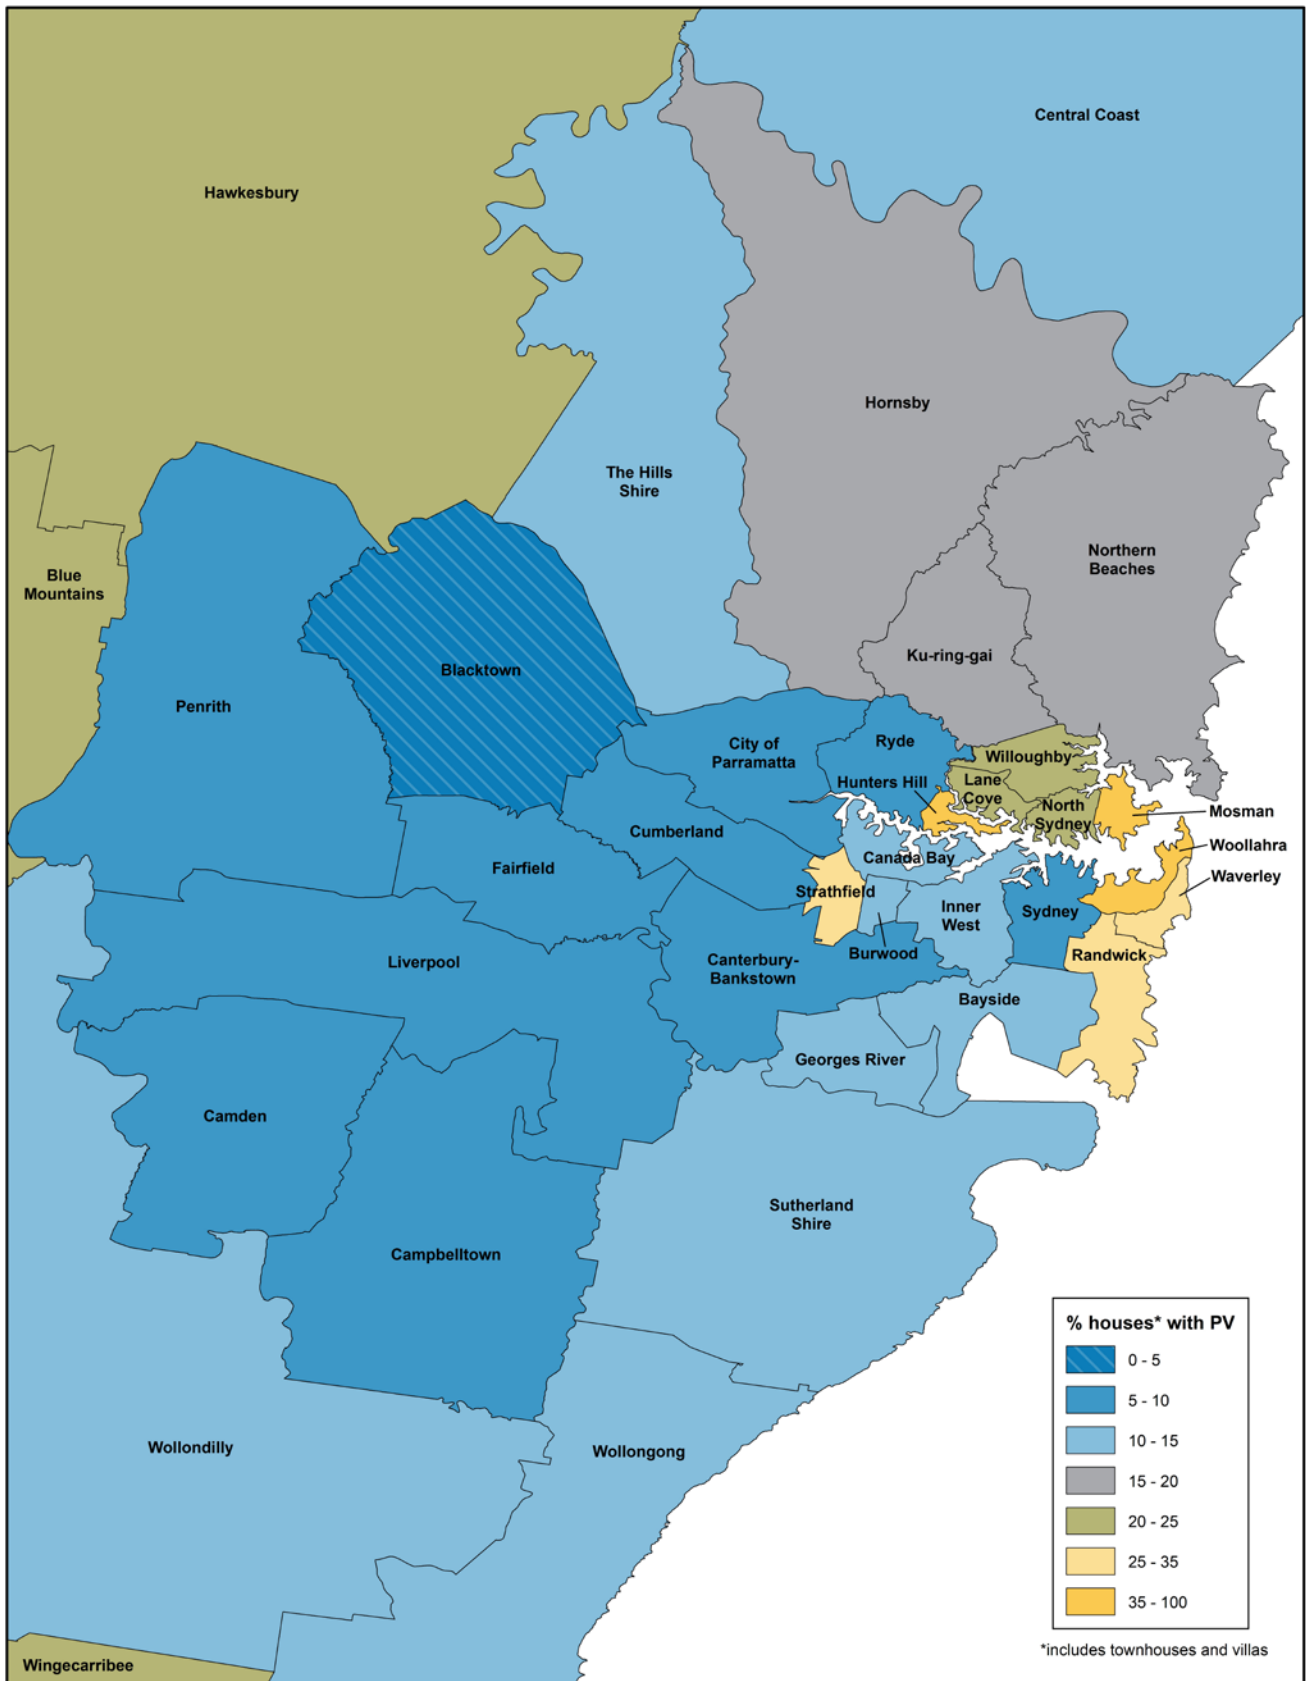 Central Coast
Hawkesbury
Hornsby
The Hills
Shire
Northern
Beaches
Blue
Mountains
Ku-ring-gai
Blacktown
Penrith
City of
Parramatta
Ryde
Willoughby
Hunters Hill
Lane
Cove
North
Sydney
Mosman
Cumberland
Woollahra
Canada Bay
Fairfield
Waverley
Strathfield
Inner
West
Sydney
Burwood
Randwick
Liverpool
Canterbury-
Bankstown
Bayside
Georges River
Camden
Sutherland
Shire
Campbelltown
Wollondilly
Wollongong
Wingecarribee
% houses* with PV
0 - 5
5 - 10
10 - 15
15 - 20
20 - 25
25 - 35
35 - 100
*includes townhouses and villas